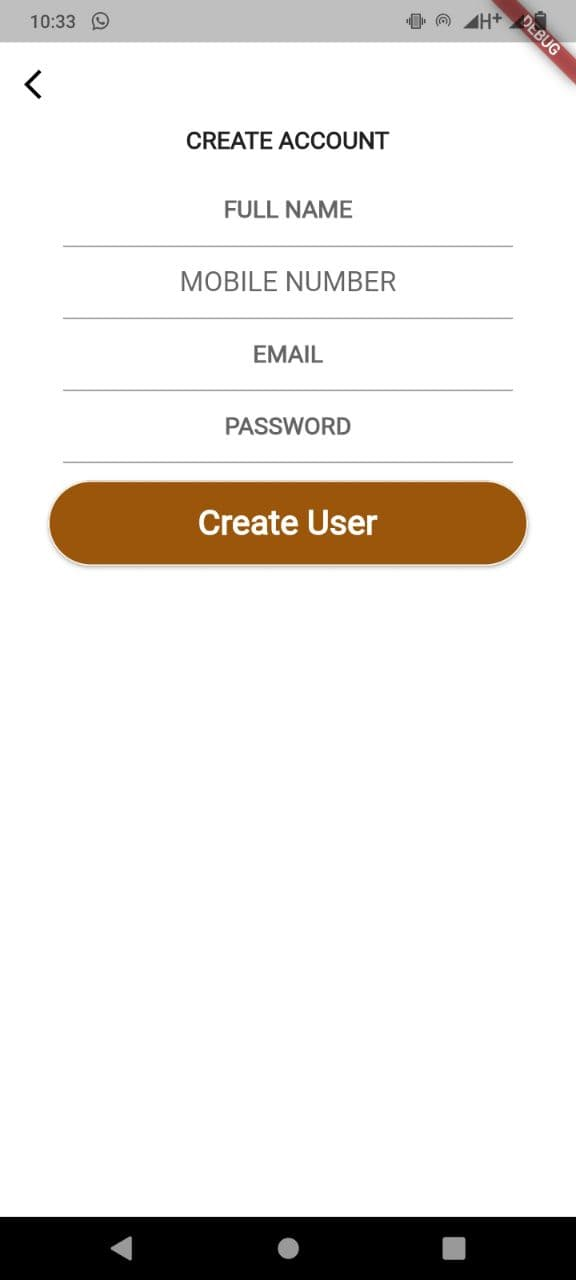 10:33
H+
DEBUG
CREATE ACCOUNT
FULL NAME
MOBILE NUMBER
EMAIL
PASSWORD
Create User